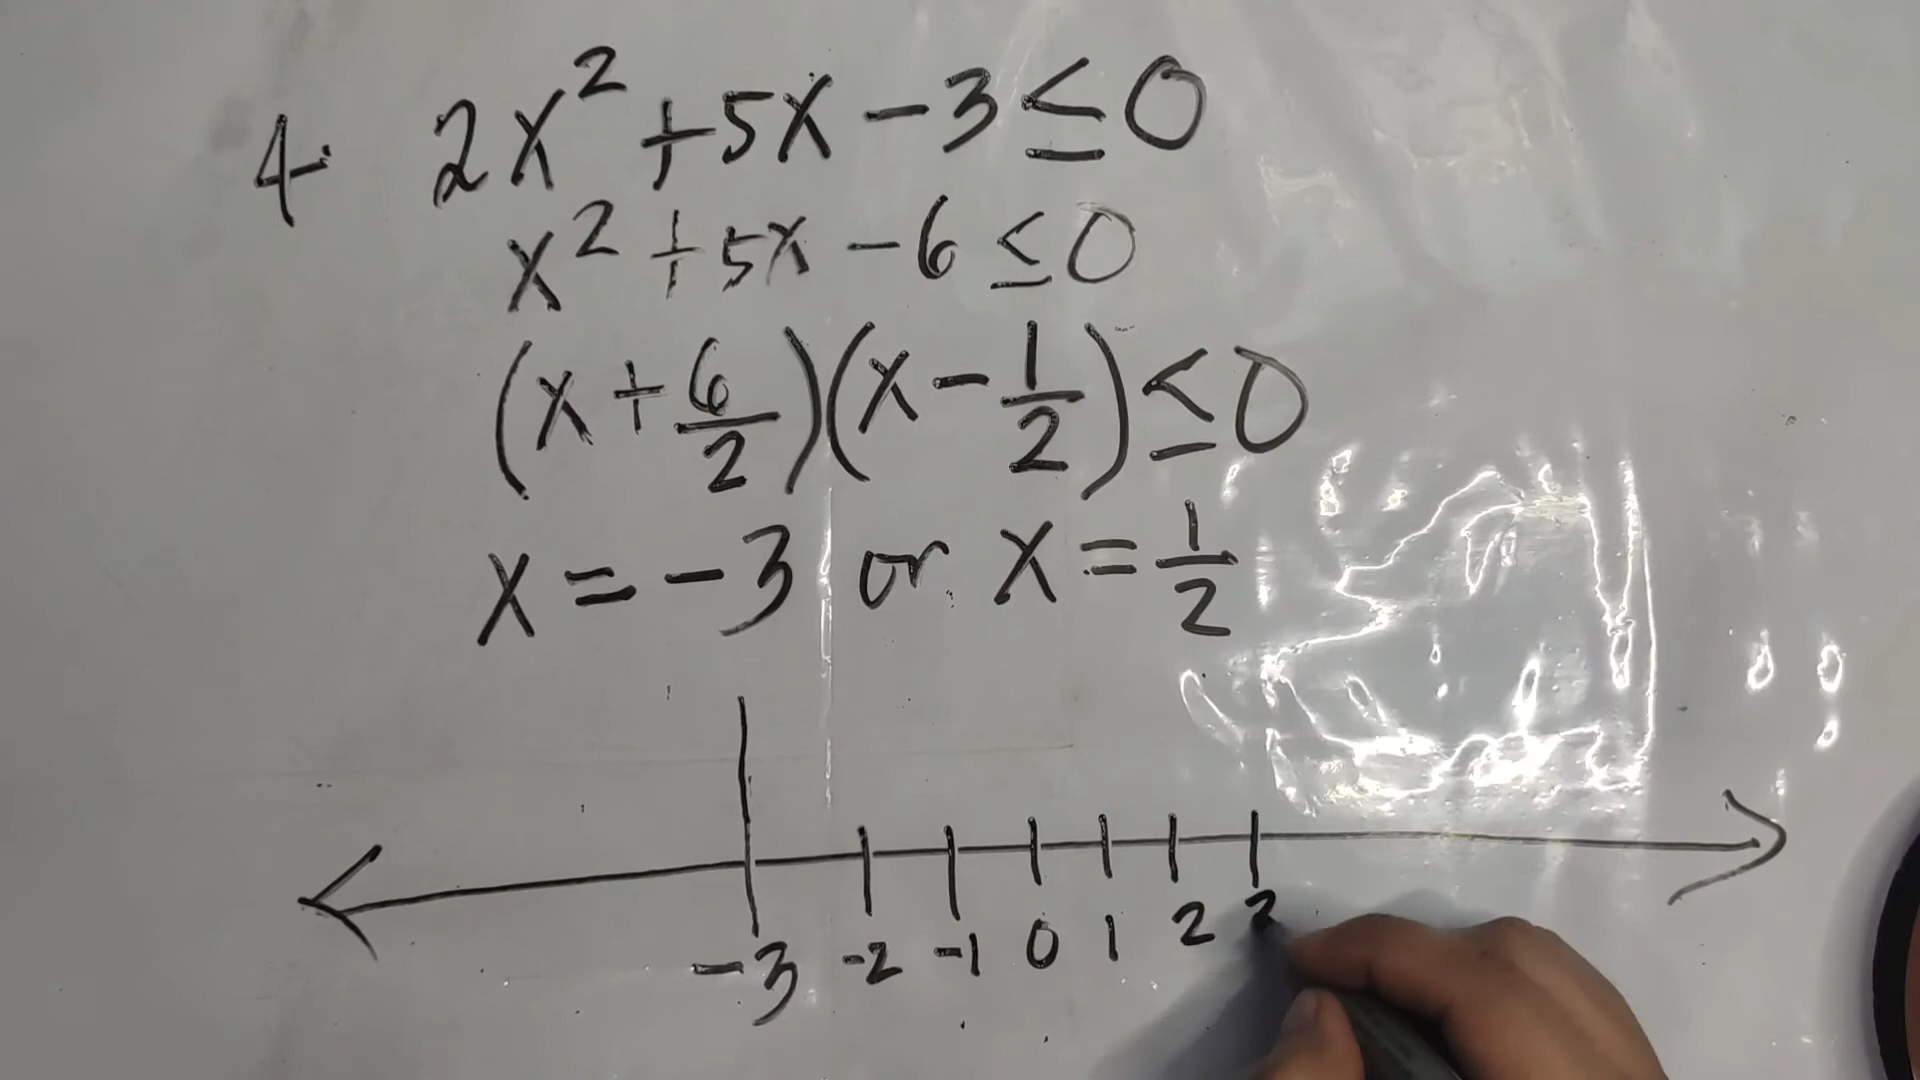 4. 2x² + 5x - 3 ≤ 0
x² + 5x - 6 ≤ 0
(x + 6/2)(x - 1/2) ≤ 0
x = -3 or x = 1/2
-3 -2 -1 0 1 2